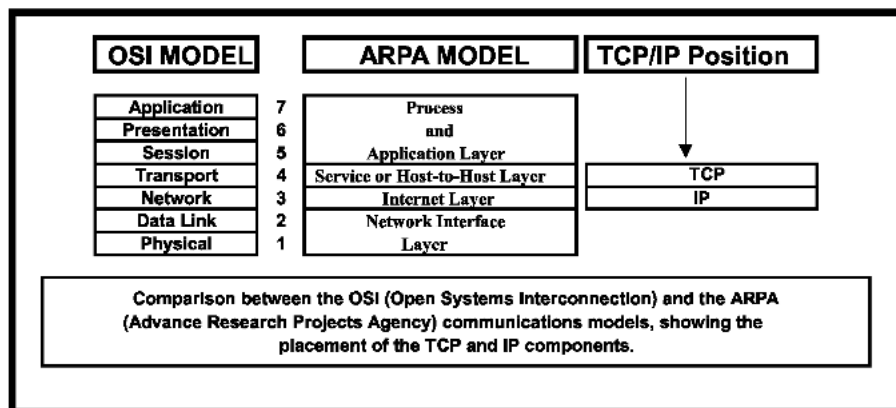 OSI MODEL ARPA MODEL TCP/IP Position
Application 7 Process
Presentation 6 and
Session 5 Application Layer
Transport 4 Service or Host-to-Host Layer TCP
Network 3 Internet Layer IP
Data Link 2 Network Interface
Physical 1 Layer
Comparison between the OSI (Open Systems Interconnection) and the ARPA
(Advance Research Projects Agency) communications models, showing the
placement of the TCP and IP components.